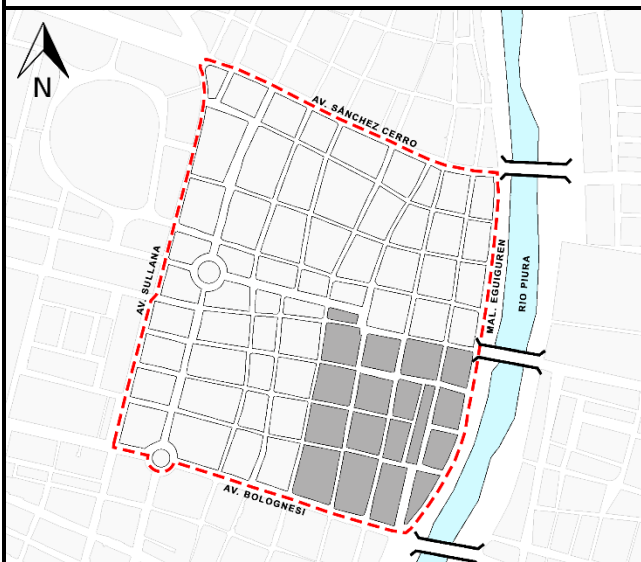 N
AV. SÁNCHEZ CERRO
AV. SULLANA
MAL. EGUIGUREN
RIO PIURA
AV. BOLOGNESI